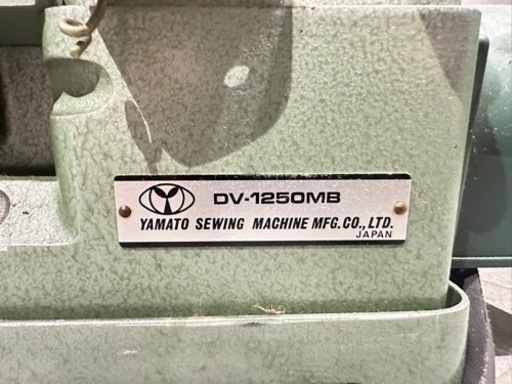 DV-1250MB
YAMATO SEWING MACHINE MFG.CO.,LTD.
JAPAN